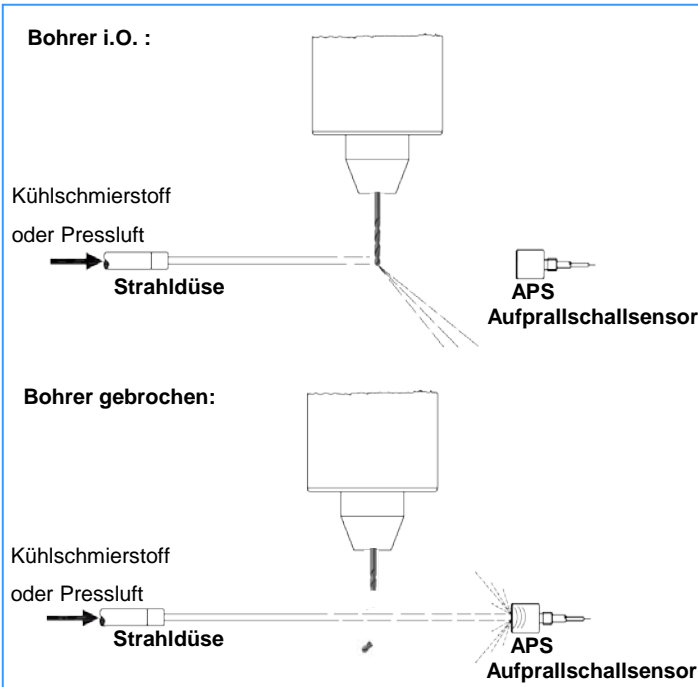 Bohrer i.O. :
Kühlschmierstoff
oder Pressluft
Strahldüse
APS
Aufprallschallsensor
Bohrer gebrochen:
Kühlschmierstoff
oder Pressluft
Strahldüse
APS
Aufprallschallsensor